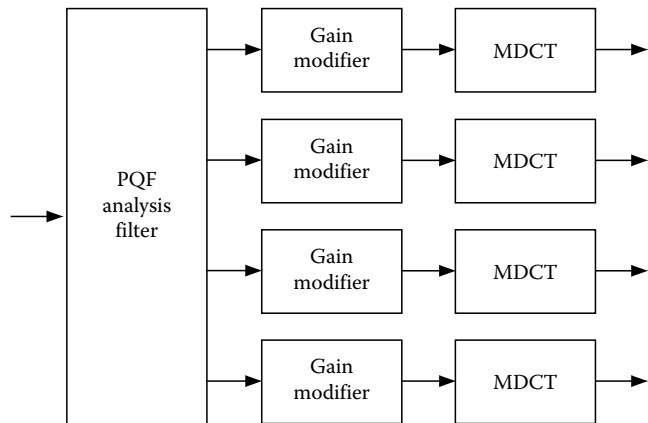 Gain
modifier
MDCT
Gain
modifier
MDCT
PQF
analysis
filter
Gain
modifier
MDCT
Gain
modifier
MDCT